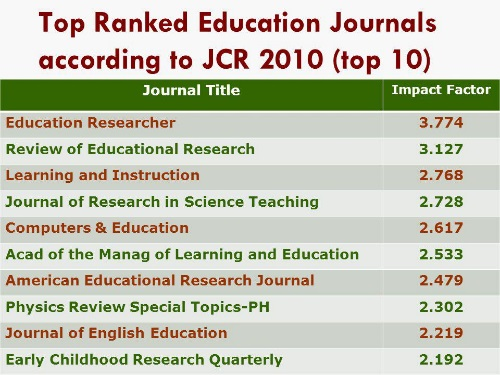 Top Ranked Education Journals
according to JCR 2010 (top 10)
Journal Title Impact Factor
Education Researcher 3.774
Review of Educational Research 3.127
Learning and Instruction 2.768
Journal of Research in Science Teaching 2.728
Computers & Education 2.617
Acad of the Manag of Learning and Education 2.533
American Educational Research Journal 2.479
Physics Review Special Topics-PH 2.302
Journal of English Education 2.219
Early Childhood Research Quarterly 2.192